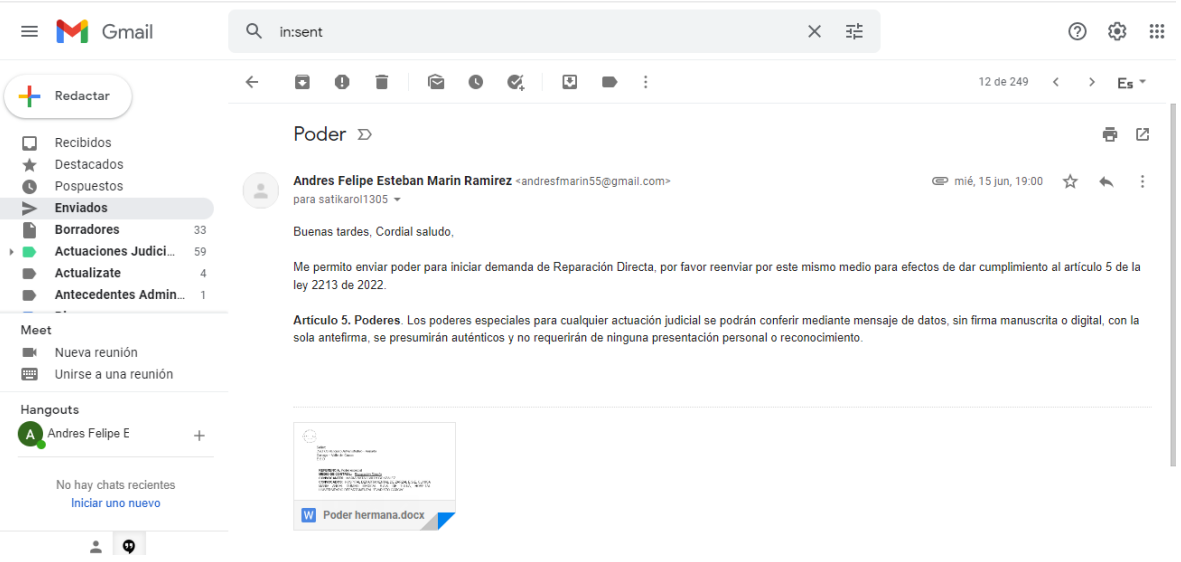 Gmail
in:sent
Redactar
12 de 249
Es
Recibidos
Destacados
Pospuestos
Enviados
Borradores 33
Actuaciones Judici... 59
Actualizate 4
Antecedentes Admin... 1
Meet
Nueva reunión
Unirse a una reunión
Hangouts
A Andres Felipe E
No hay chats recientes
Iniciar uno nuevo
Poder
Andres Felipe Esteban Marin Ramirez <andresfmarin55@gmail.com>
mié, 15 jun, 19:00
para satikarol1305
Buenas tardes, Cordial saludo,
Me permito enviar poder para iniciar demanda de Reparación Directa, por favor reenviar por este mismo medio para efectos de dar cumplimiento al artículo 5 de la
ley 2213 de 2022.
Artículo 5. Poderes. Los poderes especiales para cualquier actuación judicial se podrán conferir mediante mensaje de datos, sin firma manuscrita o digital, con la
sola antefirma, se presumirán auténticos y no requerirán de ninguna presentación personal o reconocimiento.
W Poder hermana.docx